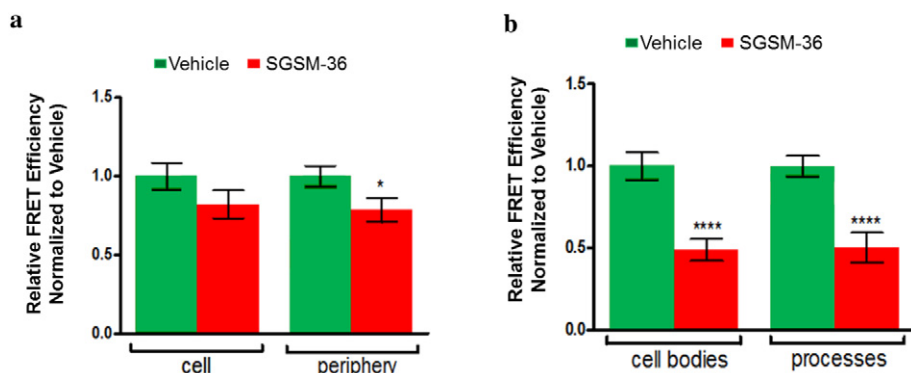 a
Vehicle SGSM-36
Relative FRET Efficiency
Normalized to Vehicle)
1.5
1.0
0.5
0.0
*
cell
periphery
b
Vehicle SGSM-36
Relative FRET Efficiency
Normalized to Vehicle)
1.5
1.0
0.5
0.0
****
****
cell bodies
processes